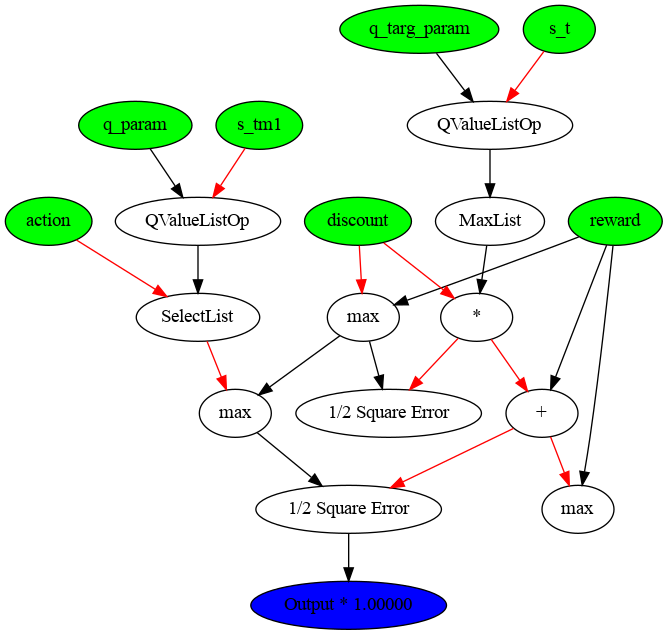 q_targ_param
s_t
q_param
s_tm1
QValueListOp
action
QValueListOp
discount
MaxList
reward
SelectList
max
*
max
1/2 Square Error
+
1/2 Square Error
max
Output * 1.00000